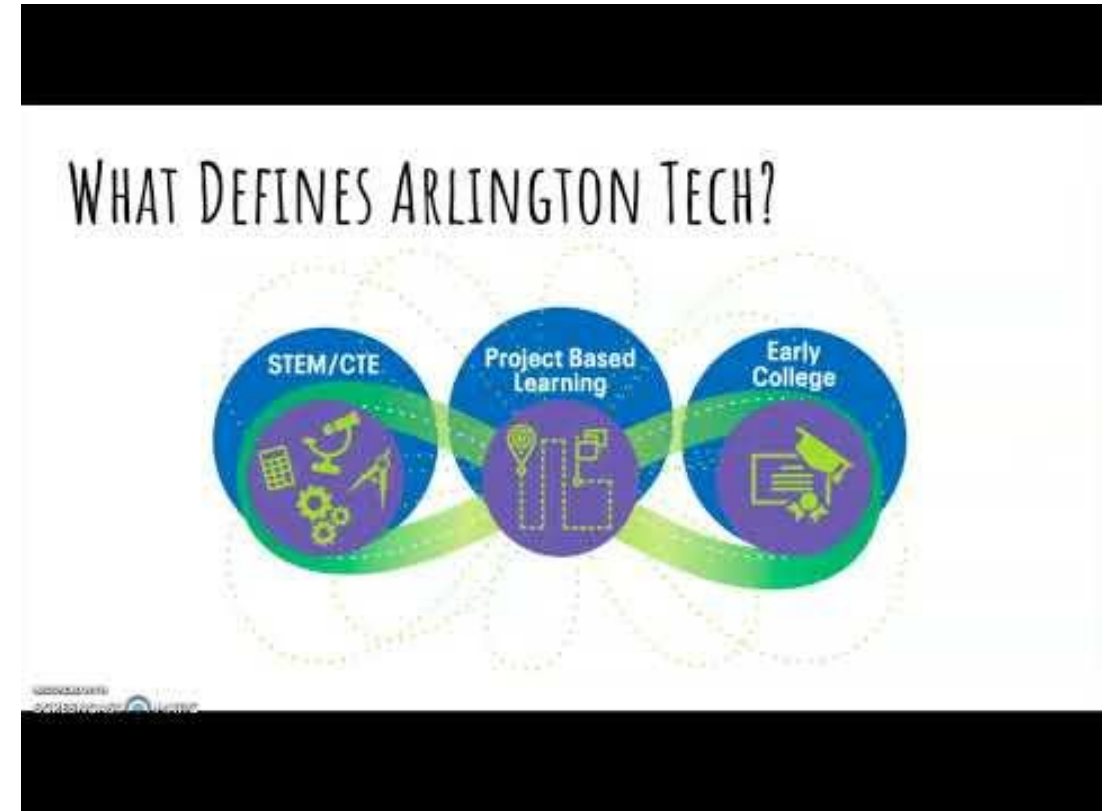 WHAT DEFINES ARLINGTON TECH?
STEM/CTE
Project Based
Learning
Early
College